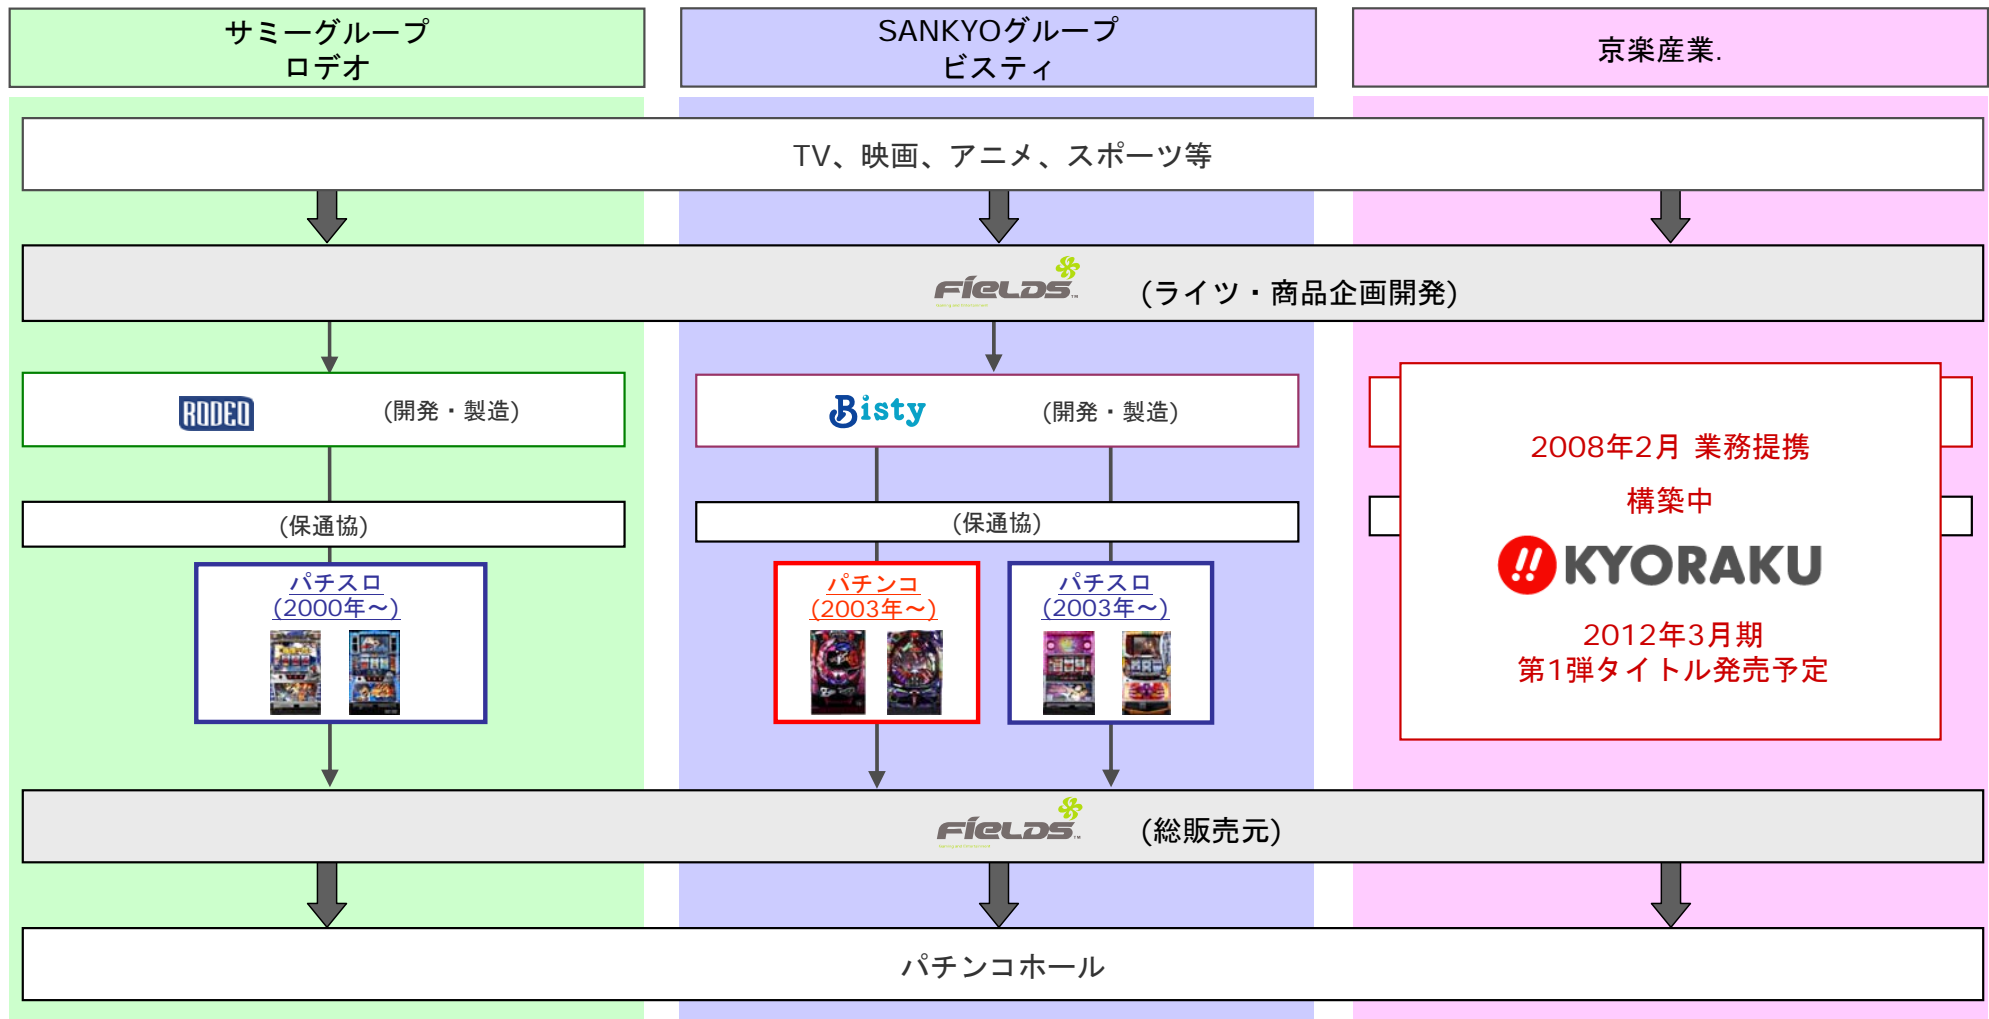 サミーグループ
ロデオ
SANKYOグループ
ビスティ
京楽産業.
TV、映画、アニメ、スポーツ等
FIELDS (ライツ・商品企画開発)
RODEO (開発・製造)
Bisty (開発・製造)
(保通協)
(保通協)
パチスロ
(2000年～)
パチンコ
(2003年～)
パチスロ
(2003年～)
2008年2月 業務提携
構築中
KYORAKU
2012年3月期
第1弾タイトル発売予定
FIELDS (総販売元)
パチンコホール